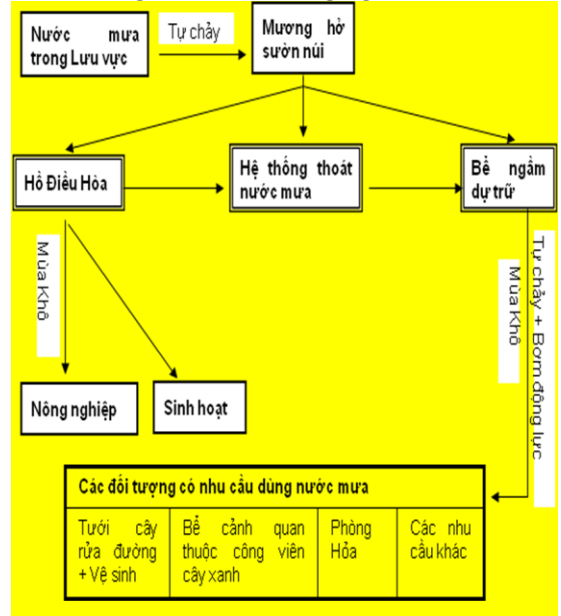 Nước mưa
trong Lưu vực
Tự chảy
Mương hở
sườn núi
Hồ Điều Hòa
Hệ thống thoát
nước mưa
Bể ngầm
dự trữ
Mùa Khô
Tự chảy + Bơm động lực
Mùa Khô
Nông nghiệp
Sinh hoạt
Các đối tượng có nhu cầu dùng nước mưa
Tưới cây
rửa đường
+ Vệ sinh
Bể cảnh quan
thuộc công viên
cây xanh
Phòng
Hỏa
Các nhu
cầu khác